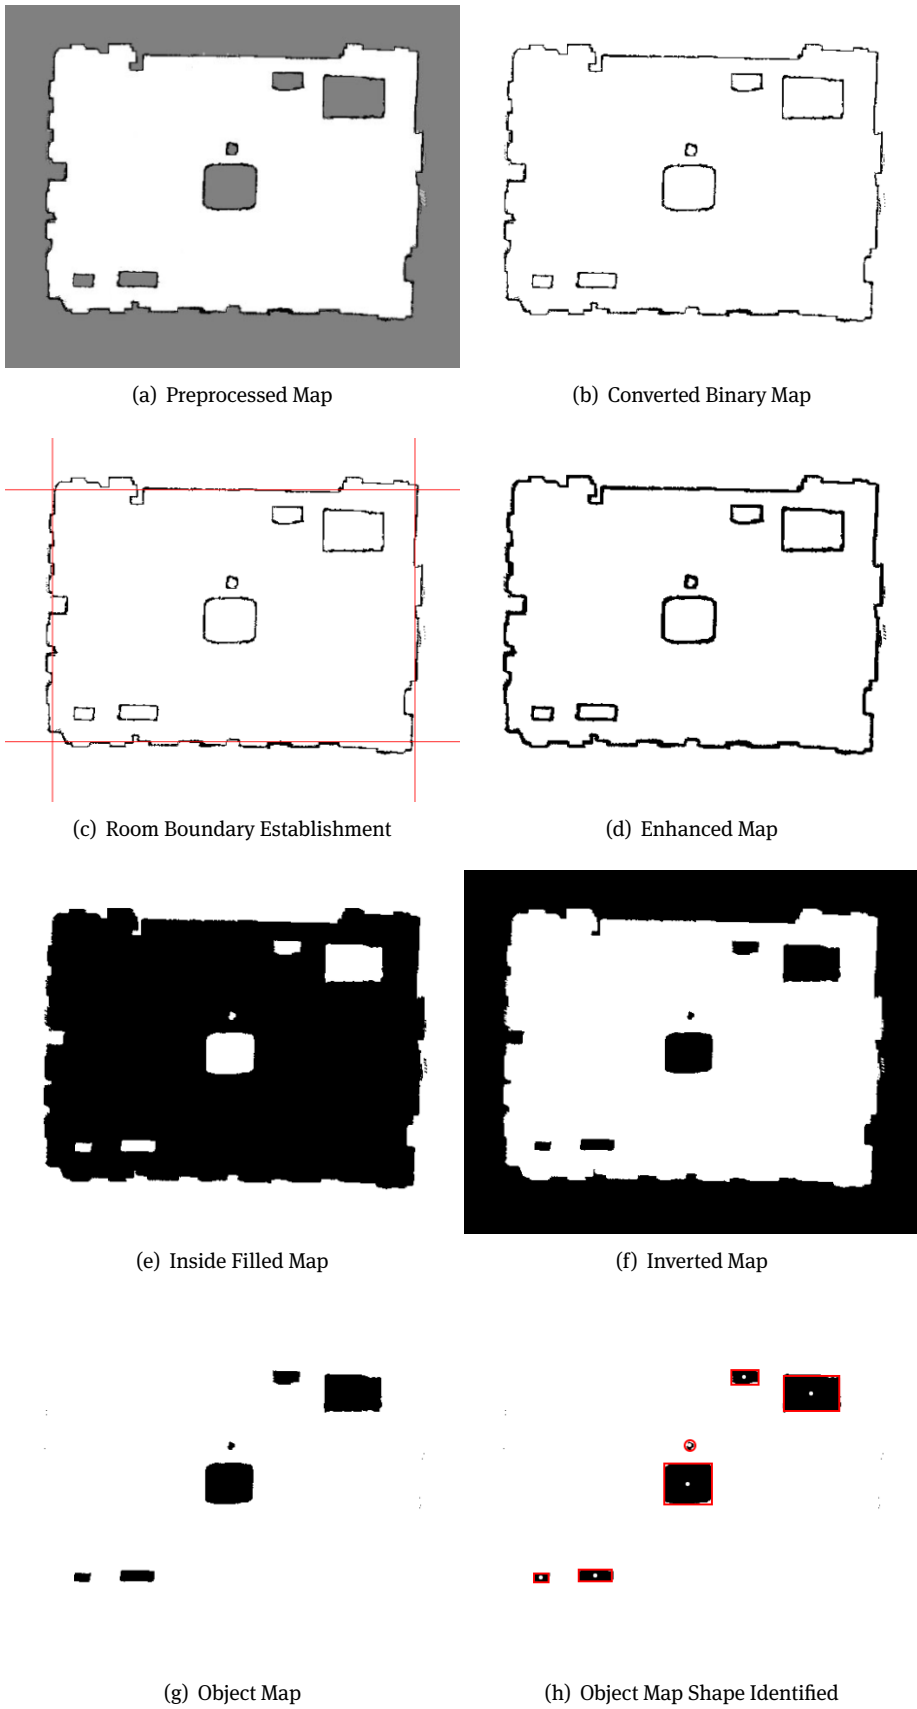 (a) Preprocessed Map
(b) Converted Binary Map
(c) Room Boundary Establishment
(d) Enhanced Map
(e) Inside Filled Map
(f) Inverted Map
(g) Object Map
(h) Object Map Shape Identified